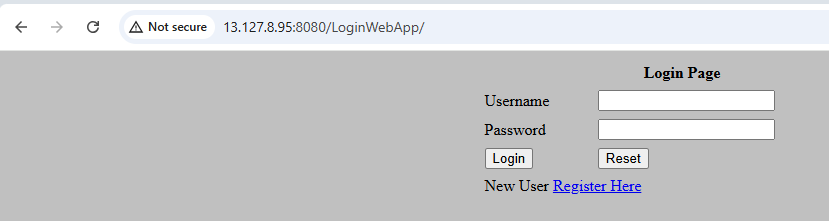 Not secure 13.127.8.95:8080/LoginWebApp/
Login Page
Username
Password
Login Reset
New User Register Here